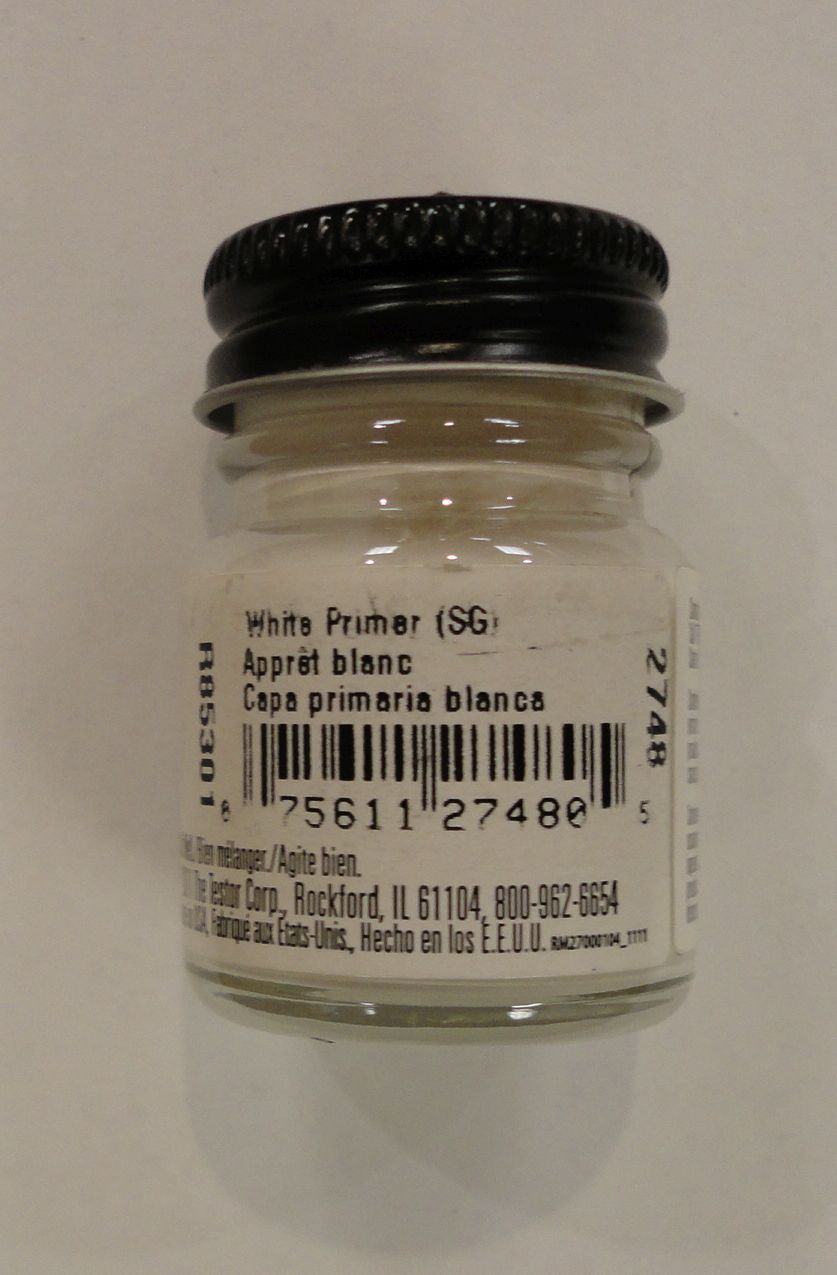 White Primer (SG)
Apprêt blanc
Capa primaria blanca
R85301
2748
75611 27480 5
Bien mélanger./Agite bien.
The Testor Corp., Rockford, IL 61104, 800-962-6654
Fabriqué aux États-Unis., Hecho en los E.E.U.U. RM27000104_1111